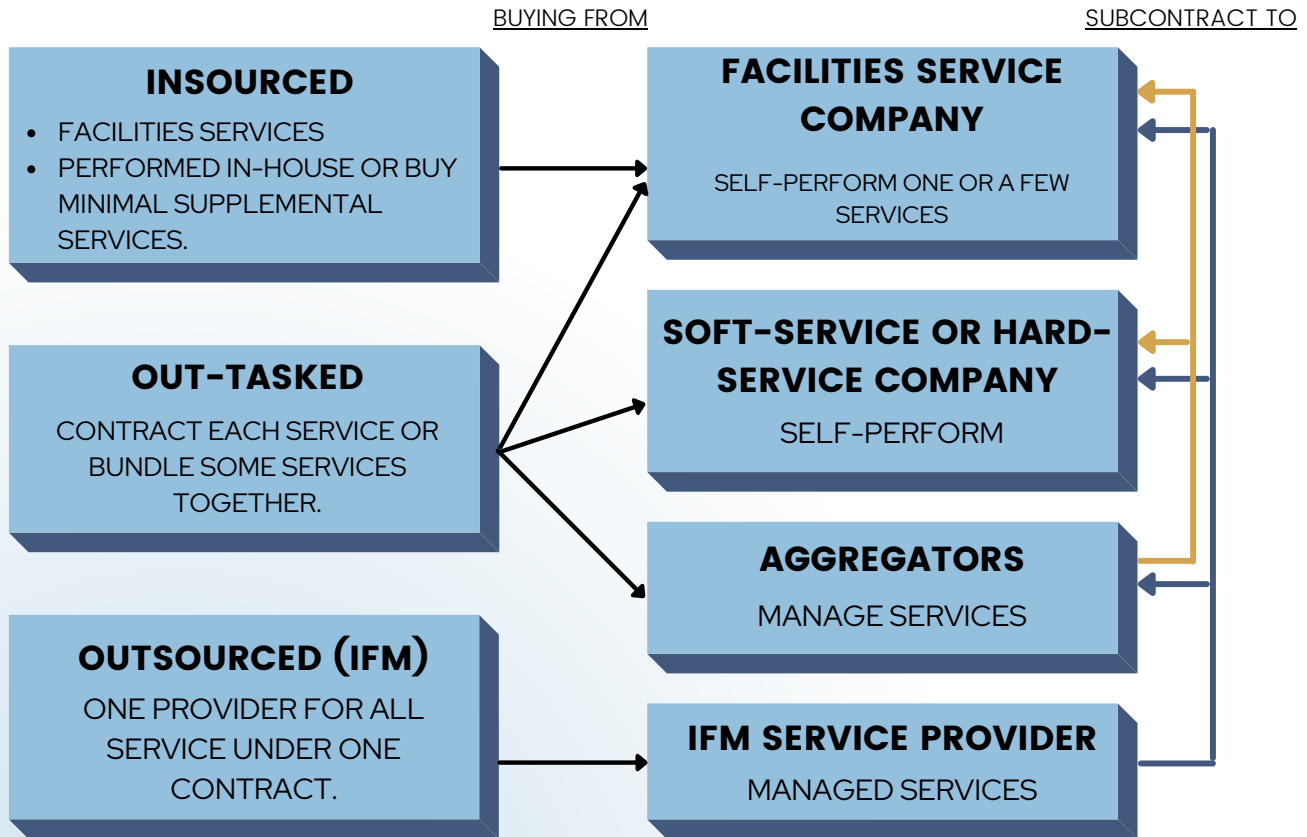 BUYING FROM
SUBCONTRACT TO
INSOURCED
• FACILITIES SERVICES
• PERFORMED IN-HOUSE OR BUY
MINIMAL SUPPLEMENTAL
SERVICES.
FACILITIES SERVICE
COMPANY
SELF-PERFORM ONE OR A FEW
SERVICES
OUT-TASKED
CONTRACT EACH SERVICE OR
BUNDLE SOME SERVICES
TOGETHER.
SOFT-SERVICE OR HARD-
SERVICE COMPANY
SELF-PERFORM
AGGREGATORS
MANAGE SERVICES
OUTSOURCED (IFM)
ONE PROVIDER FOR ALL
SERVICE UNDER ONE
CONTRACT.
IFM SERVICE PROVIDER
MANAGED SERVICES